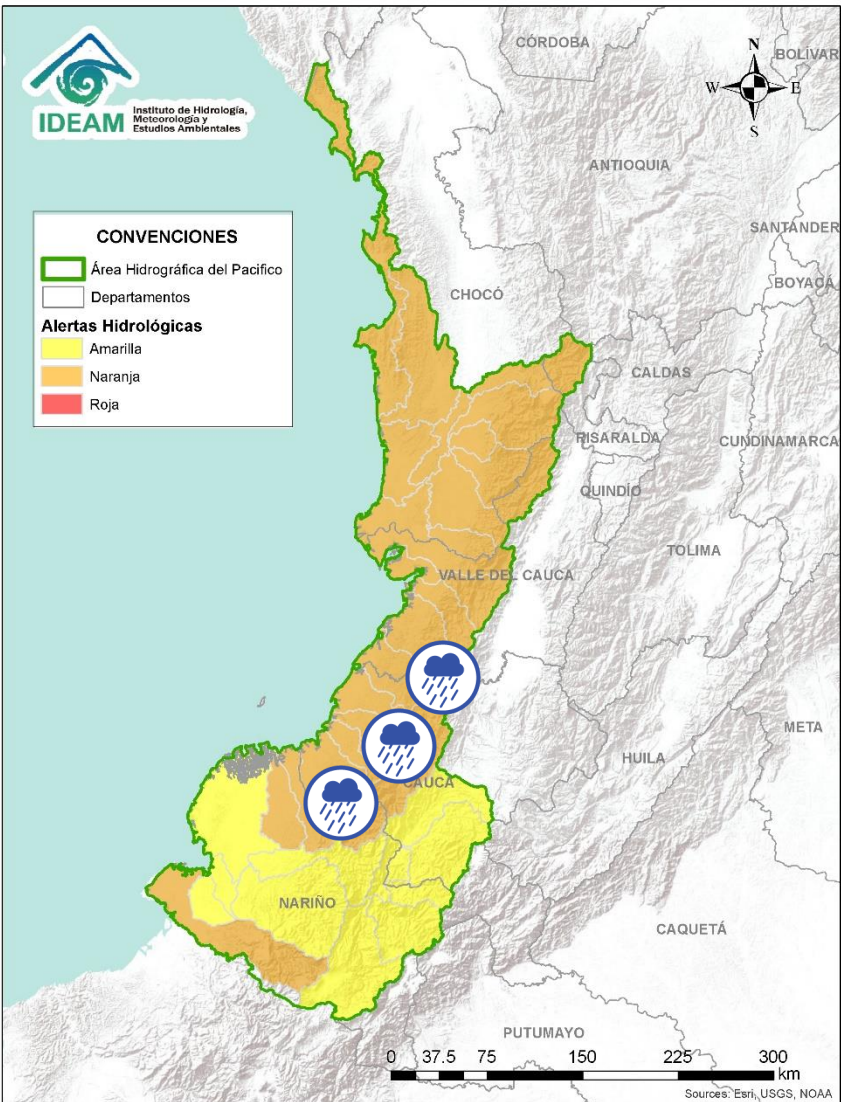 IDEAM
Instituto de Hidrología,
Meteorología y
Estudios Ambientales
N
W
E
S
CÓRDOBA
BOLIVAR
ANTIOQUIA
SANTANDER
BOYACÁ
CHOCÓ
CALDAS
RISARALDA
CUNDINAMARCA
QUINDÍO
TOLIMA
VALLE DEL CAUCA
META
HUILA
CAUCA
NARIÑO
CAQUETÁ
PUTUMAYO
CONVENCIONES
Área Hidrográfica del Pacifico
Departamentos
Alertas Hidrológicas
Amarilla
Naranja
Roja
0 37.5 75 150 225 300
km
Sources: Esri, USGS, NOAA